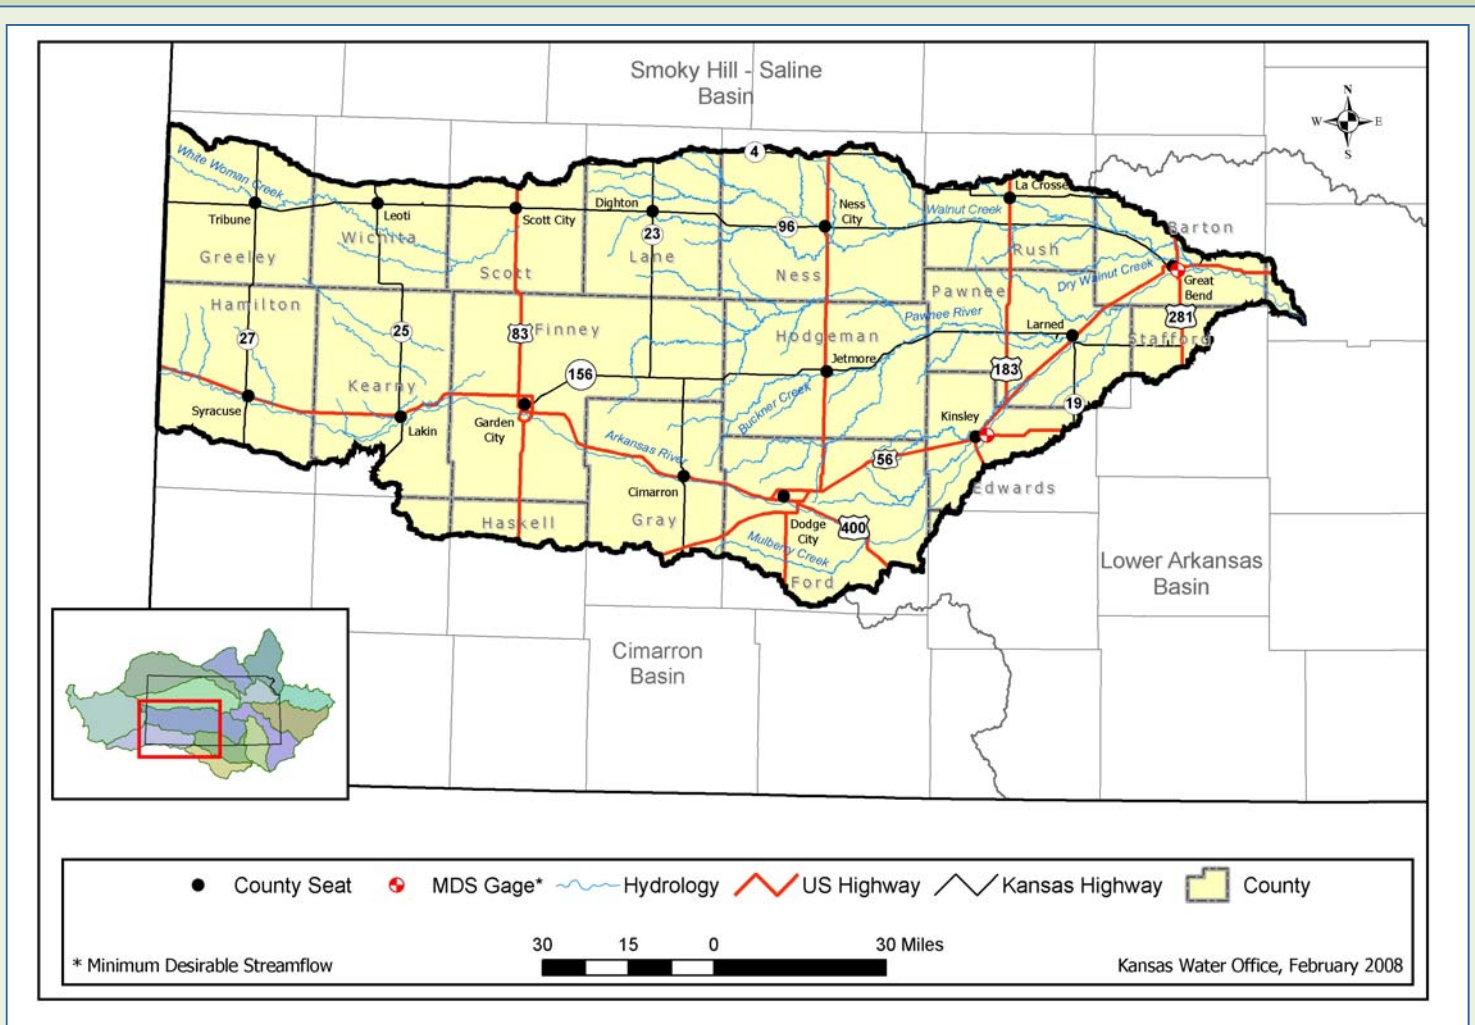 Smoky Hill - Saline
Basin
N
W
E
S
4
White Woman Creek
La Crosse
Tribune
Leoti
Scott City
Dighton
Ness
City
Walnut Creek
96
23
Barton
Wichita
Greeley
Scott
Lane
Ness
Rush
Dry Walnut Creek
Great
Bend
Pawnee
Hamilton
Finney
Hodgeman
Pawnee River
Larned
281
Stafford
27
25
83
Jetmore
156
183
Kearny
Buckner Creek
19
Syracuse
Lakin
Garden
City
Kinsley
Arkansas River
56
Cimarron
Edwards
Haskell
Gray
Dodge
City
400
Mulberry Creek
Ford
Lower Arkansas
Basin
Cimarron
Basin
County Seat
MDS Gage*
Hydrology
US Highway
Kansas Highway
County
30 15 0 30 Miles
* Minimum Desirable Streamflow
Kansas Water Office, February 2008